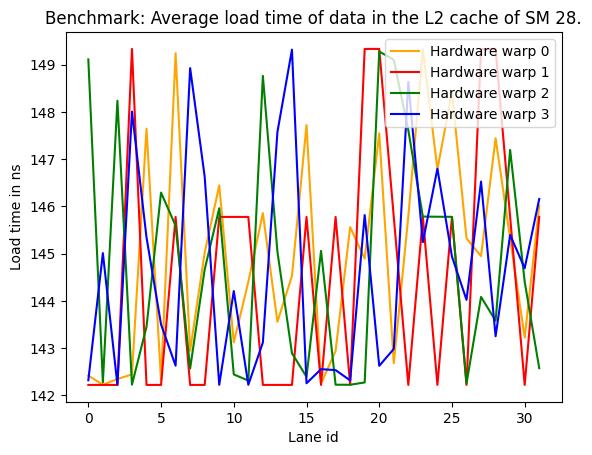 Benchmark: Average load time of data in the L2 cache of SM 28.
Hardware warp 0
Hardware warp 1
Hardware warp 2
Hardware warp 3
149
148
147
146
145
144
143
142
Load time in ns
0 5 10 15 20 25 30
Lane id